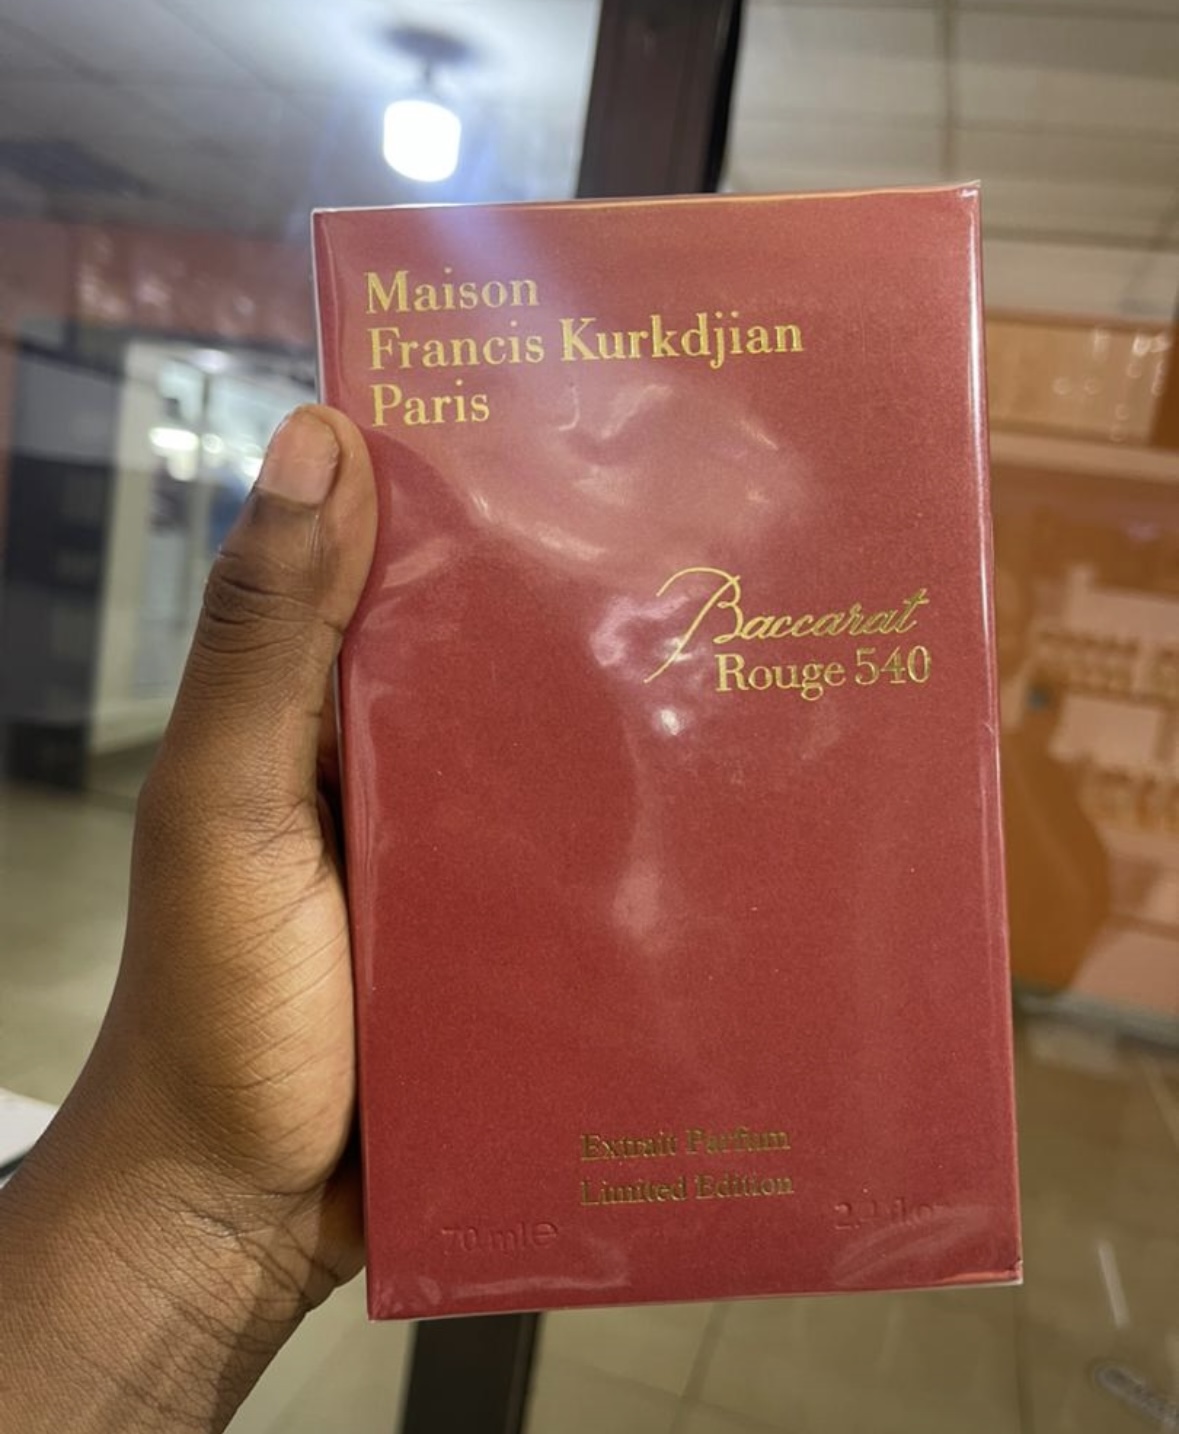 Maison
Francis Kurkdjian
Paris
Baccarat
Rouge 540
Extrait Parfum
Limited Edition
70 ml e